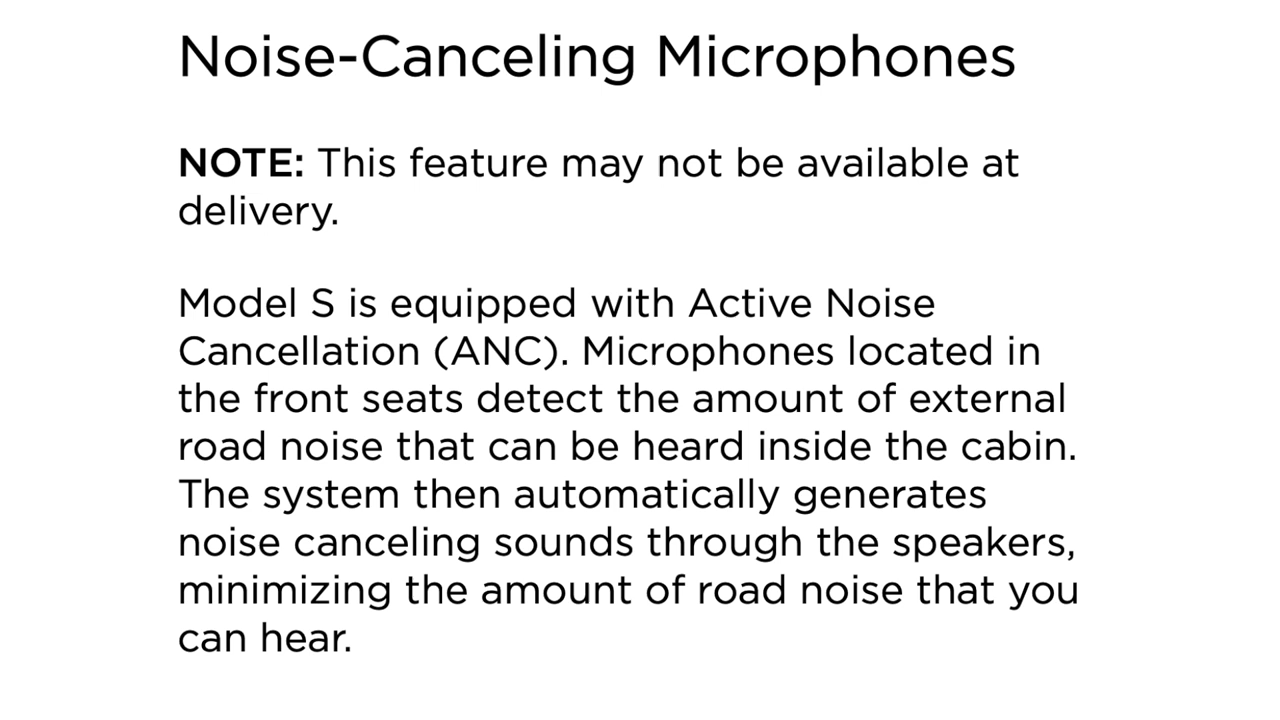 Noise-Canceling Microphones
NOTE: This feature may not be available at
delivery.
Model S is equipped with Active Noise
Cancellation (ANC). Microphones located in
the front seats detect the amount of external
road noise that can be heard inside the cabin.
The system then automatically generates
noise canceling sounds through the speakers,
minimizing the amount of road noise that you
can hear.